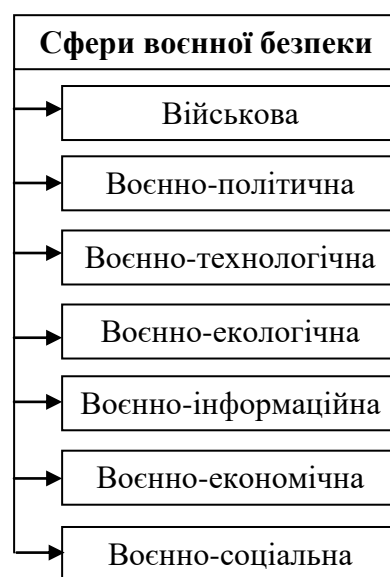 Сфери воєнної безпеки
Військова
Воєнно-політична
Воєнно-технологічна
Воєнно-екологічна
Воєнно-інформаційна
Воєнно-економічна
Воєнно-соціальна